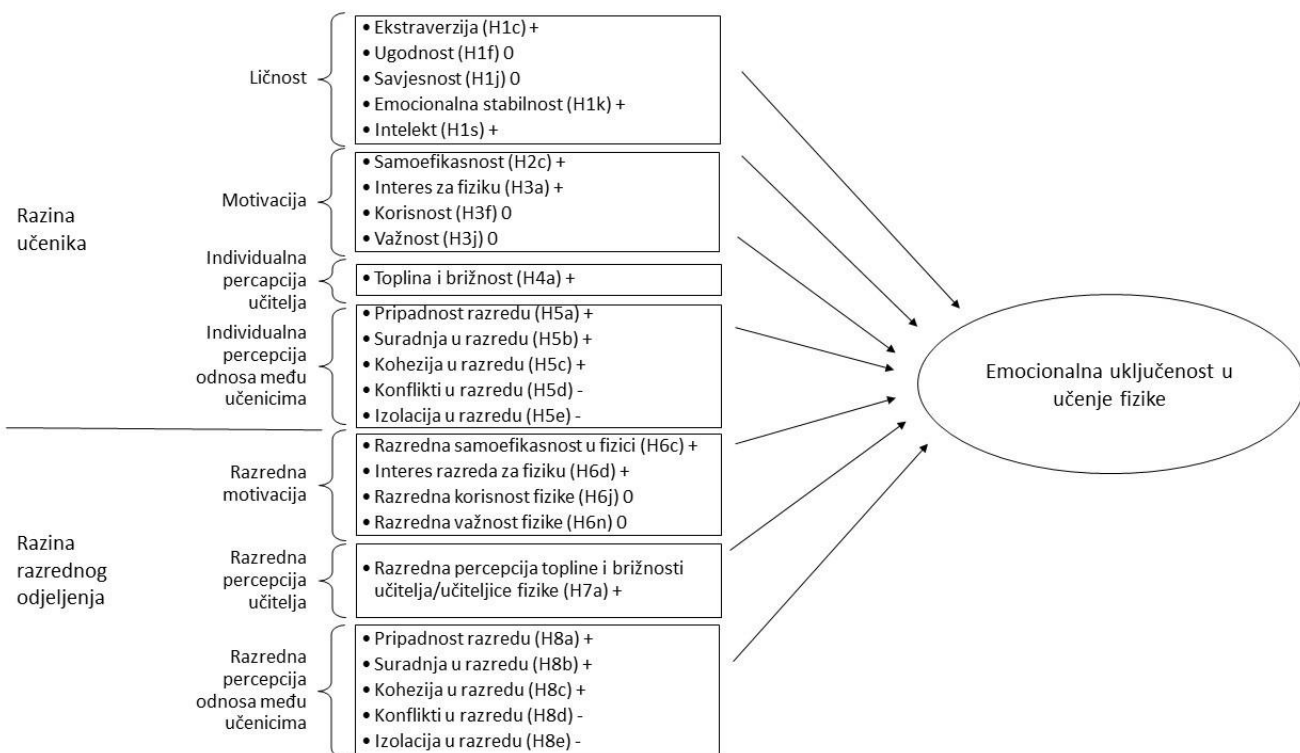 Razina
učenika
Ličnost
• Ekstraverzija (H1c) +
• Ugodnost (H1f) 0
• Savjesnost (H1j) 0
• Emocionalna stabilnost (H1k) +
• Intelekt (H1s) +
Motivacija
• Samoefikasnost (H2c) +
• Interes za fiziku (H3a) +
• Korisnost (H3f) 0
• Važnost (H3j) 0
Individualna
percapcija
učitelja
• Toplina i brižnost (H4a) +
Individualna
percepcija
odnosa među
učenicima
• Pripadnost razredu (H5a) +
• Suradnja u razredu (H5b) +
• Kohezija u razredu (H5c) +
• Konflikti u razredu (H5d) -
• Izolacija u razredu (H5e) -
Razina
razrednog
odjeljenja
Razredna
motivacija
• Razredna samoefikasnost u fizici (H6c) +
• Interes razreda za fiziku (H6d) +
• Razredna korisnost fizike (H6j) 0
• Razredna važnost fizike (H6n) 0
Razredna
percepcija
učitelja
• Razredna percepcija topline i brižnosti
učitelja/učiteljice fizike (H7a) +
Razredna
percepcija
odnosa među
učenicima
• Pripadnost razredu (H8a) +
• Suradnja u razredu (H8b) +
• Kohezija u razredu (H8c) +
• Konflikti u razredu (H8d) -
• Izolacija u razredu (H8e) -
Emocionalna uključenost u
učenje fizike